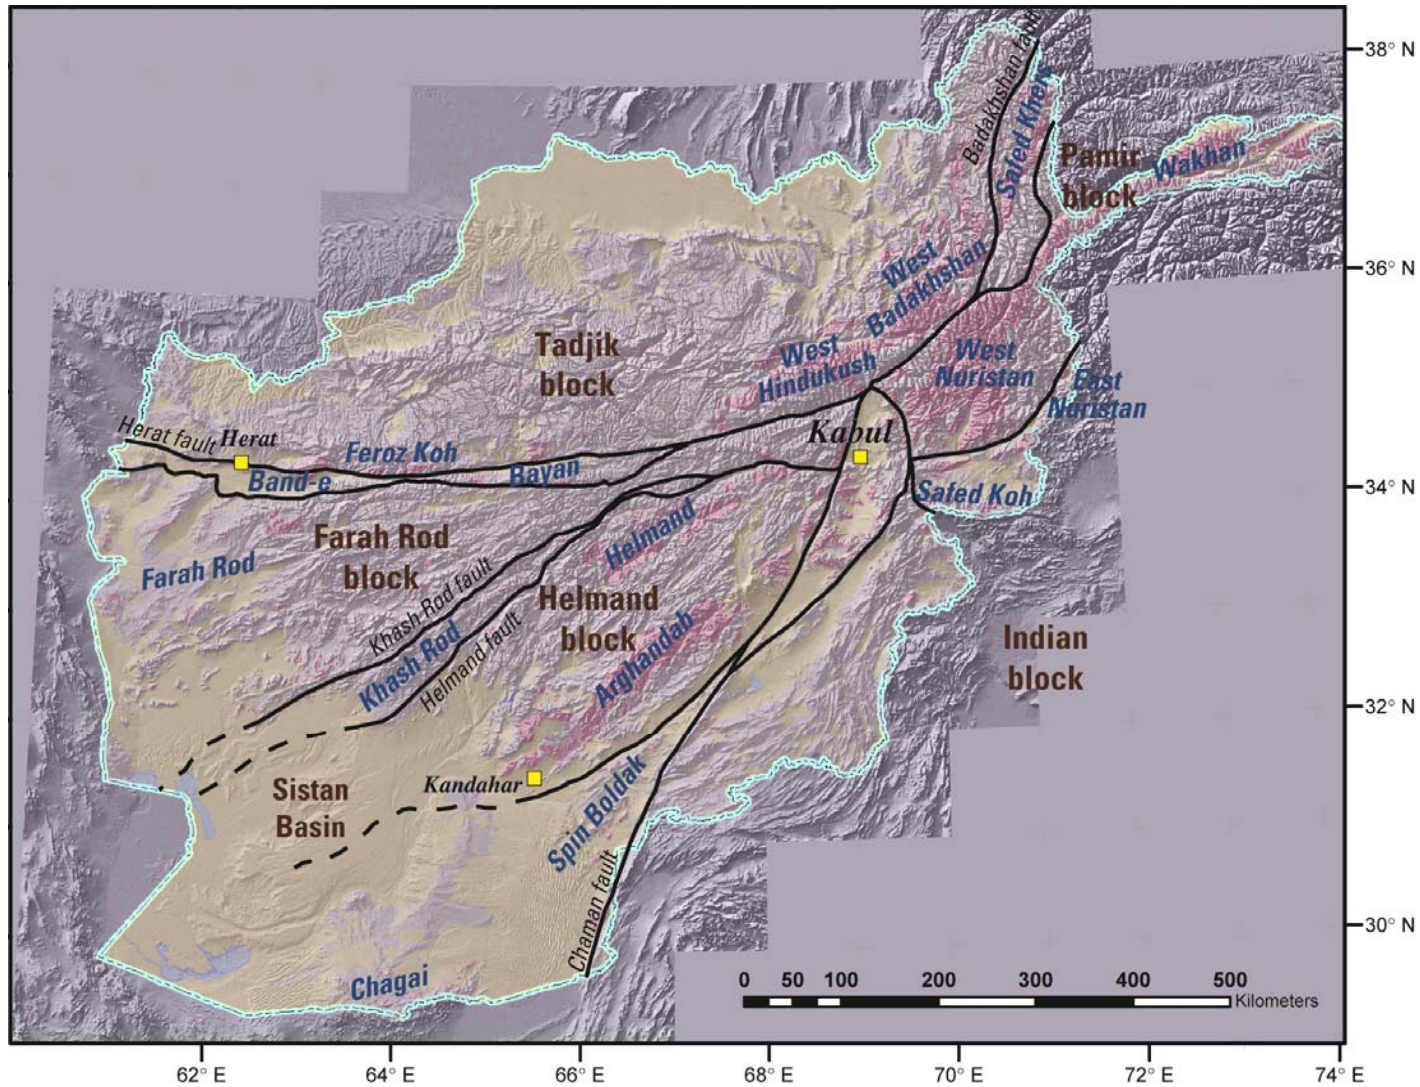 38° N
Badakhshan fault
Safed Khers
Pamir
block
Wakhan
36° N
West
Badakhshan
Tadjik
block
West
Hindukush
West
Nuristan
East
Nuristan
Herat fault
Herat
Feroz Koh
Kabul
Band-e
Bayan
34° N
Safed Koh
Farah Rod
block
Helmand
Farah Rod
Khash Rod fault
Helmand
block
Khash Rod
Helmand fault
Arghandab
Indian
block
32° N
Sistan
Basin
Kandahar
Spin Boldak
Chaman fault
30° N
Chagai
0 50 100 200 300 400 500
Kilometers
62° E 64° E 66° E 68° E 70° E 72° E 74° E